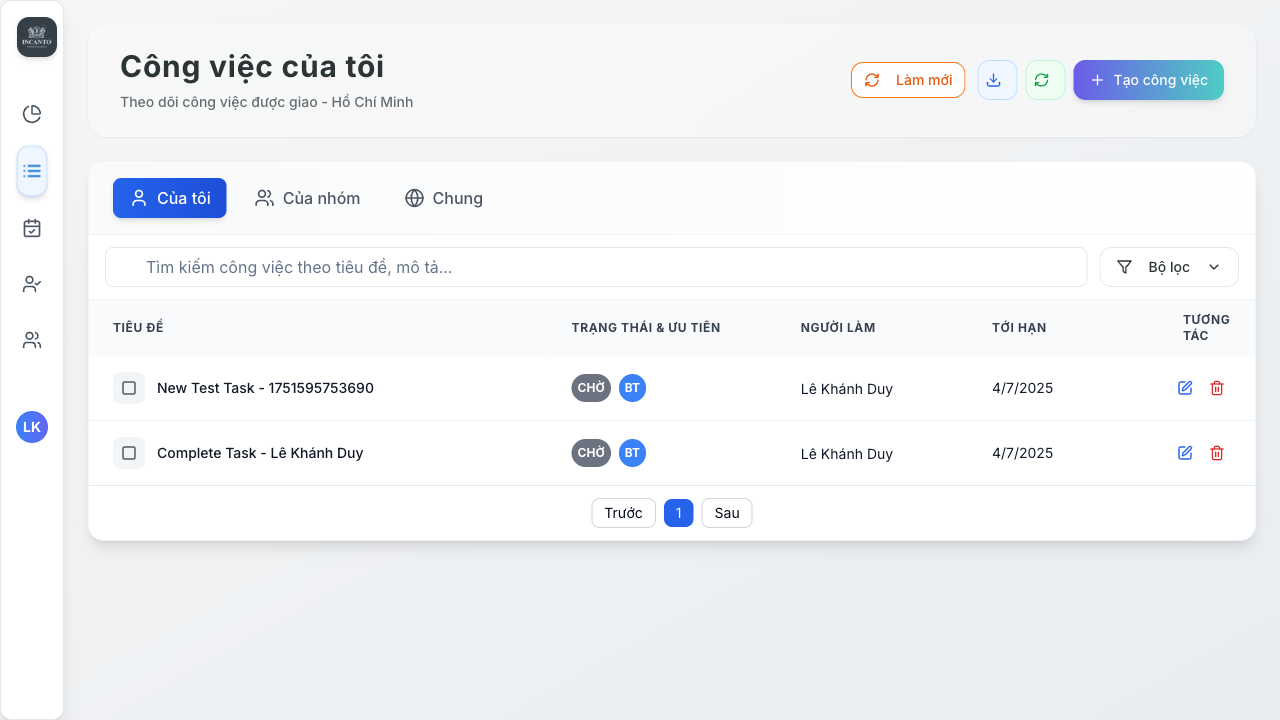 INCANTO
Công việc của tôi
Theo dõi công việc được giao - Hồ Chí Minh
Làm mới
Tạo công việc
Của tôi
Của nhóm
Chung
Tìm kiếm công việc theo tiêu đề, mô tả...
Bộ lọc
TIÊU ĐỀ
TRẠNG THÁI & ƯU TIÊN
NGƯỜI LÀM
TỚI HẠN
TƯƠNG
TÁC
New Test Task - 1751595753690
CHỜ
BT
Lê Khánh Duy
4/7/2025
Complete Task - Lê Khánh Duy
CHỜ
BT
Lê Khánh Duy
4/7/2025
LK
Trước
1
Sau